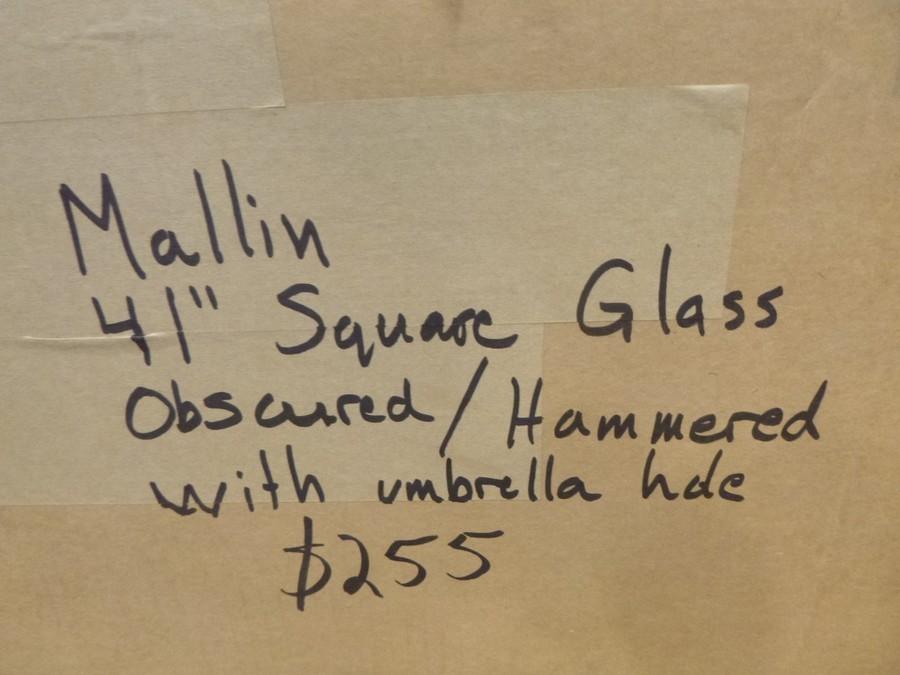 Mallin
41" Square Glass
Obscured/Hammered
with umbrella hole
$255